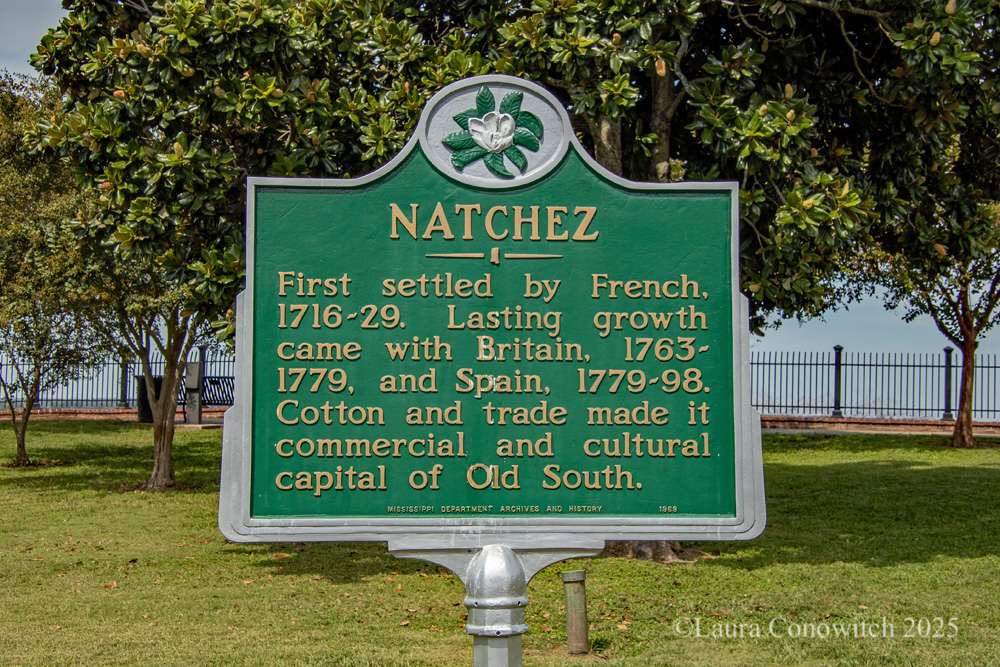 NATCHEZ
First settled by French,
1716-29. Lasting growth
came with Britain, 1763-
1779, and Spain, 1779-98.
Cotton and trade made it
commercial and cultural
capital of Old South.
MISSISSIPPI DEPARTMENT ARCHIVES AND HISTORY 1969
©Laura Conowitch 2025